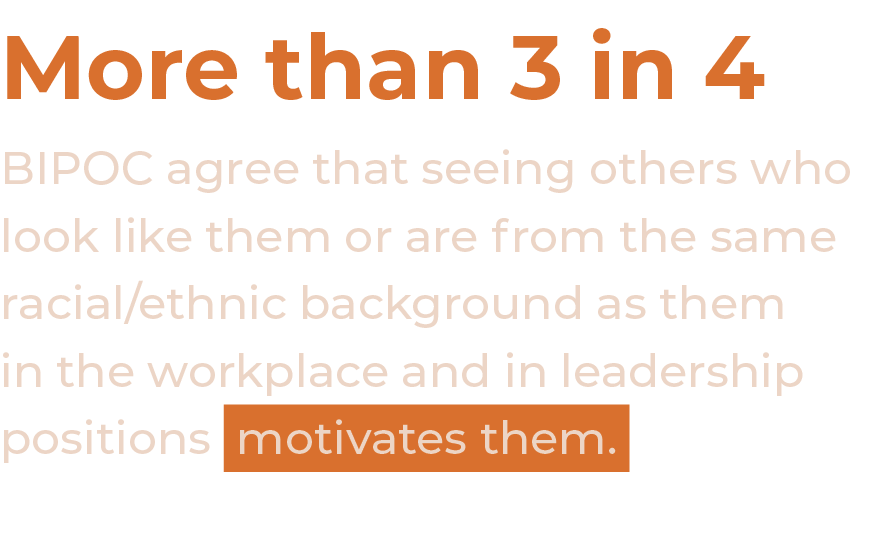 More than 3 in 4
BIPOC agree that seeing others who
look like them or are from the same
racial/ethnic background as them
in the workplace and in leadership
positions motivates them.